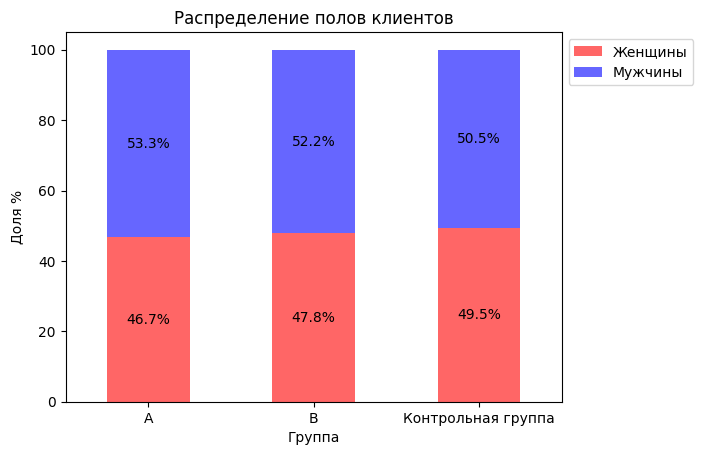 Распределение полов клиентов
Женщины
Мужчины
Доля %
100
80
60
40
20
0
53.3%
52.2%
50.5%
46.7%
47.8%
49.5%
A
B
Контрольная группа
Группа